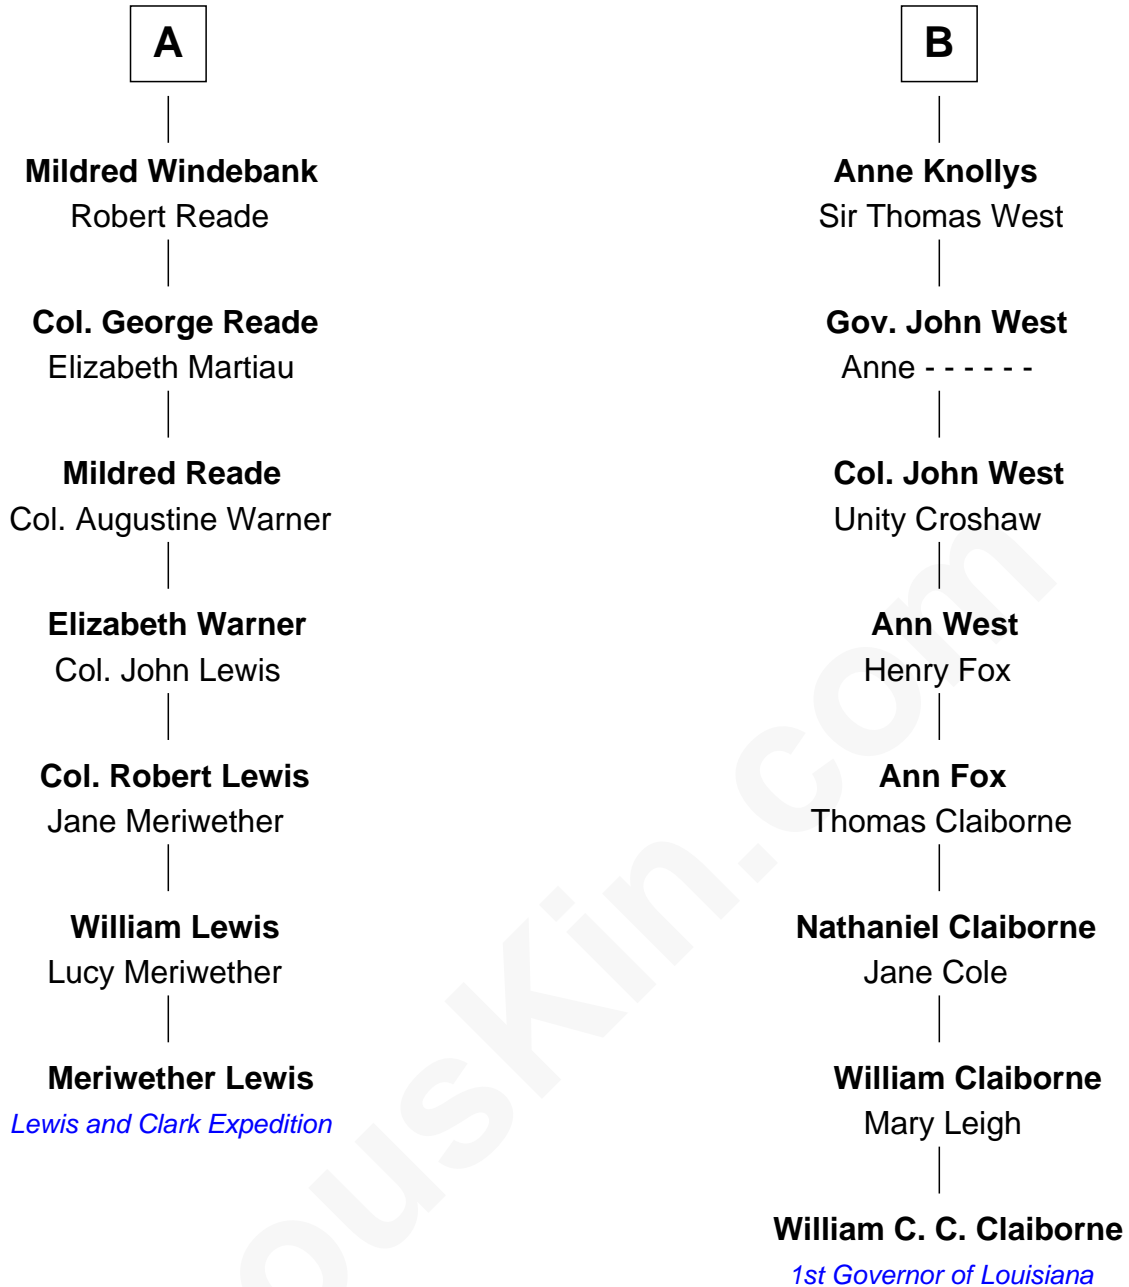 A
Mildred Windebank
Robert Reade
Col. George Reade
Elizabeth Martiau
Mildred Reade
Col. Augustine Warner
Elizabeth Warner
Col. John Lewis
Col. Robert Lewis
Jane Meriwether
William Lewis
Lucy Meriwether
Meriwether Lewis
Lewis and Clark Expedition
B
Anne Knollys
Sir Thomas West
Gov. John West
Anne - - - - - -
Col. John West
Unity Croshaw
Ann West
Henry Fox
Ann Fox
Thomas Claiborne
Nathaniel Claiborne
Jane Cole
William Claiborne
Mary Leigh
William C. C. Claiborne
1st Governor of Louisiana
ousKin.com